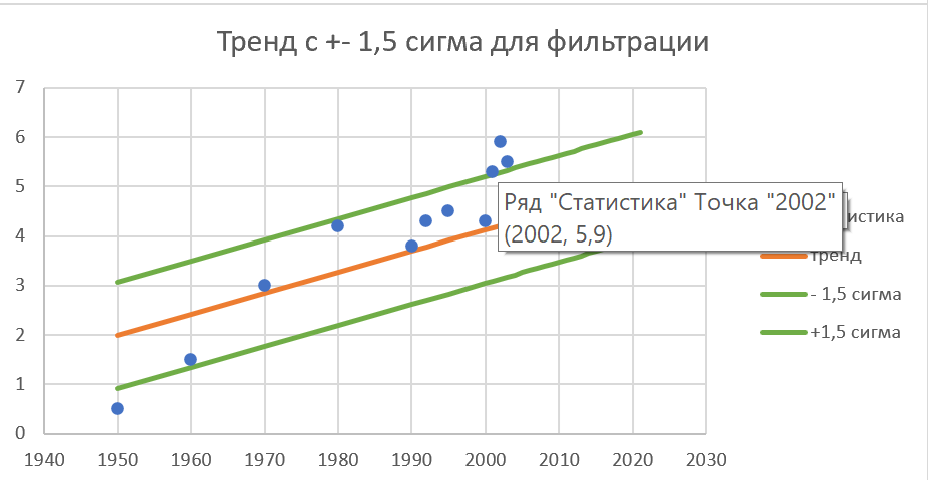 Тренд с +- 1,5 сигма для фильтрации
7
6
5
4
3
2
1
0
1940 1950 1960 1970 1980 1990 2000 2010 2020 2030
Ряд "Статистика" Точка "2002"
(2002, 5,9)
истика
тренд
- 1,5 сигма
+1,5 сигма